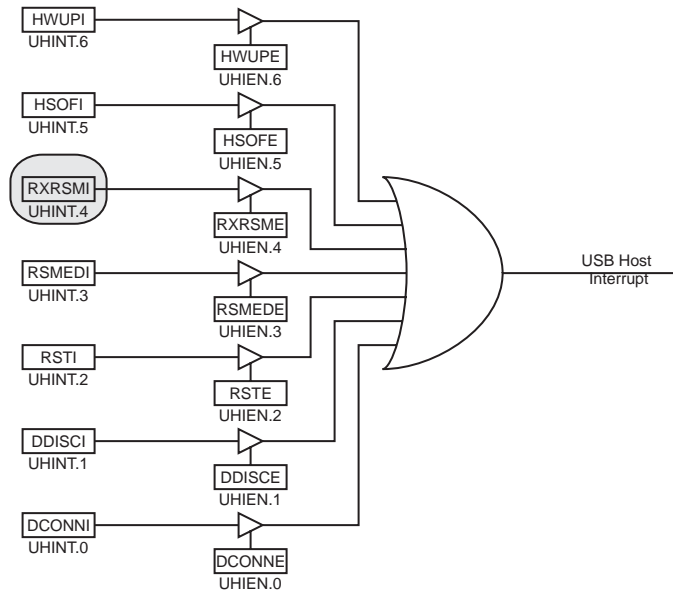 HWUPI
UHINT.6
HWUPE
UHIEN.6
HSOFI
UHINT.5
HSOFE
UHIEN.5
RXRSMI
UHINT.4
RXRSME
UHIEN.4
USB Host
Interrupt
RSMEDI
UHINT.3
RSMEDE
UHIEN.3
RSTI
UHINT.2
RSTE
UHIEN.2
DDISCI
UHINT.1
DDISCE
UHIEN.1
DCONNI
UHINT.0
DCONNE
UHIEN.0